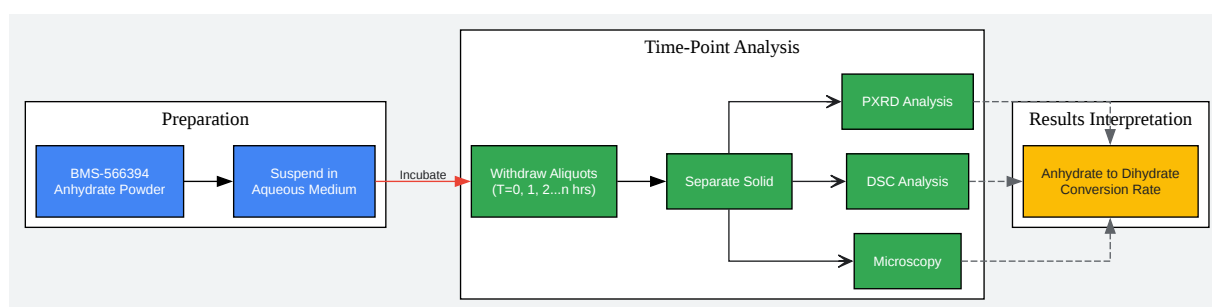 Preparation
BMS-566394
Anhydrate Powder
Suspend in
Aqueous Medium
Incubate
Time-Point Analysis
Withdraw Aliquots
(T=0, 1, 2...n hrs)
Separate Solid
PXRD Analysis
DSC Analysis
Microscopy
Results Interpretation
Anhydrate to Dihydrate
Conversion Rate